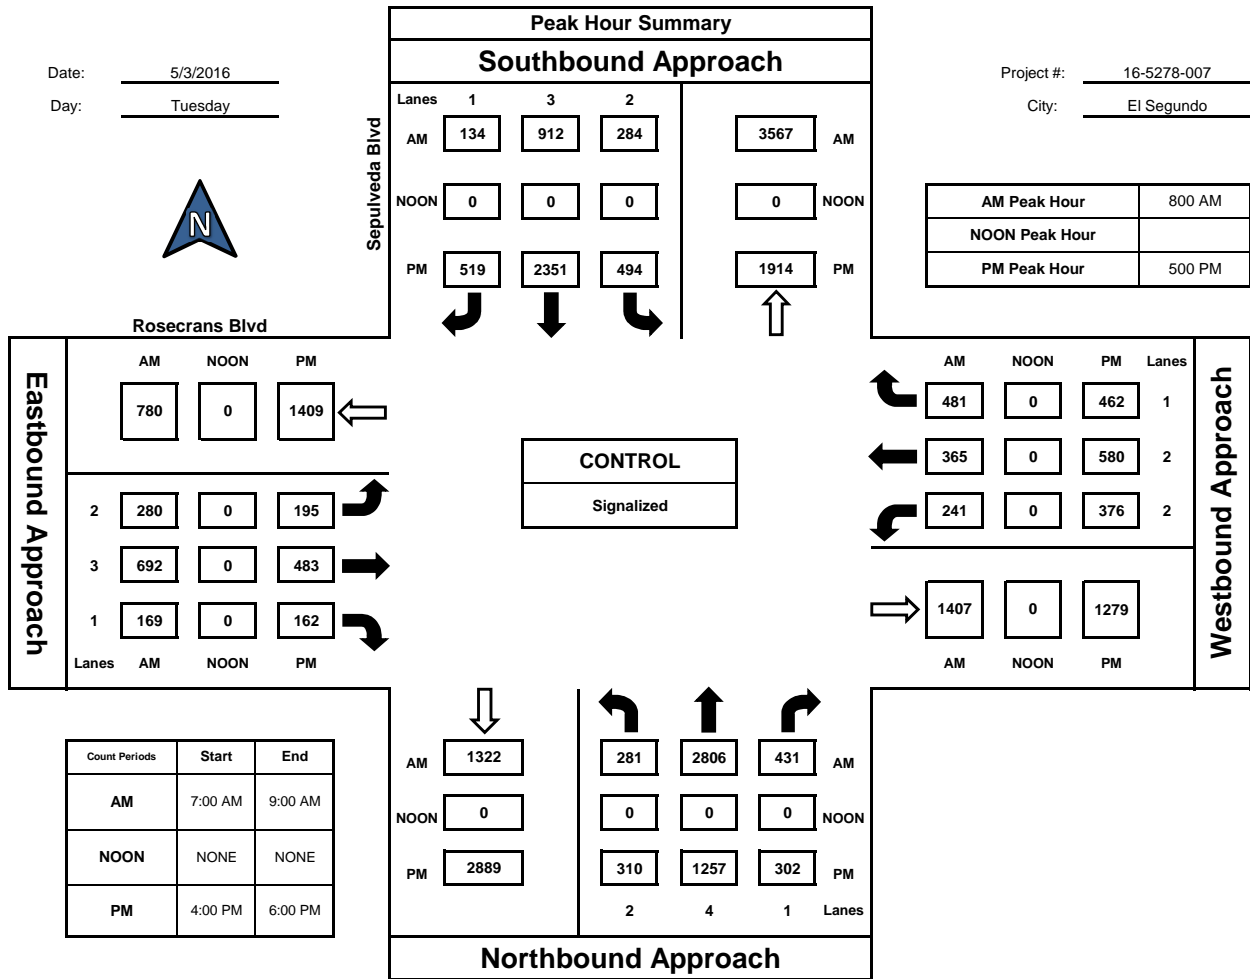 Peak Hour Summary
Southbound Approach
Date: 5/3/2016
Day: Tuesday
Project #: 16-5278-007
City: El Segundo
N
Sepulveda Blvd
Lanes 1 3 2
AM 134 912 284 3567 AM
NOON 0 0 0 0 NOON
PM 519 2351 494 1914 PM
AM Peak Hour 800 AM
NOON Peak Hour
PM Peak Hour 500 PM
Rosecrans Blvd
Eastbound Approach
AM NOON PM
780 0 1409
2 280 0 195
3 692 0 483
1 169 0 162
Lanes AM NOON PM
CONTROL
Signalized
AM NOON PM Lanes
481 0 462 1
365 0 580 2
241 0 376 2
1407 0 1279
AM NOON PM
Westbound Approach
Count Periods Start End
AM 7:00 AM 9:00 AM
NOON NONE NONE
PM 4:00 PM 6:00 PM
AM 1322 281 2806 431 AM
NOON 0 0 0 0 NOON
PM 2889 310 1257 302 PM
2 4 1 Lanes
Northbound Approach